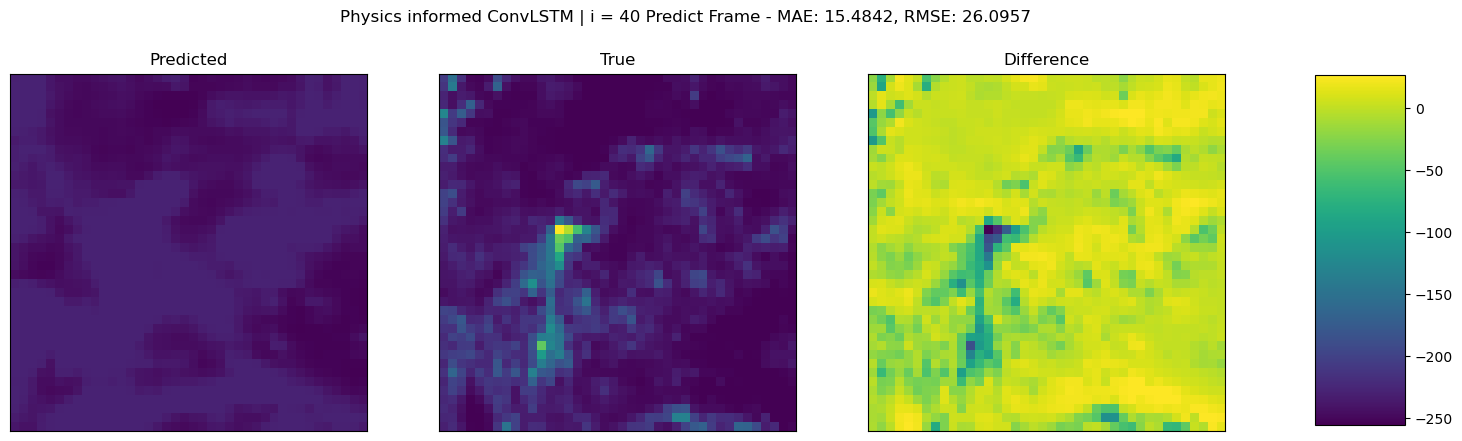 Physics informed ConvLSTM | i = 40 Predict Frame - MAE: 15.4842, RMSE: 26.0957
Predicted
True
Difference
0
−50
−100
−150
−200
−250